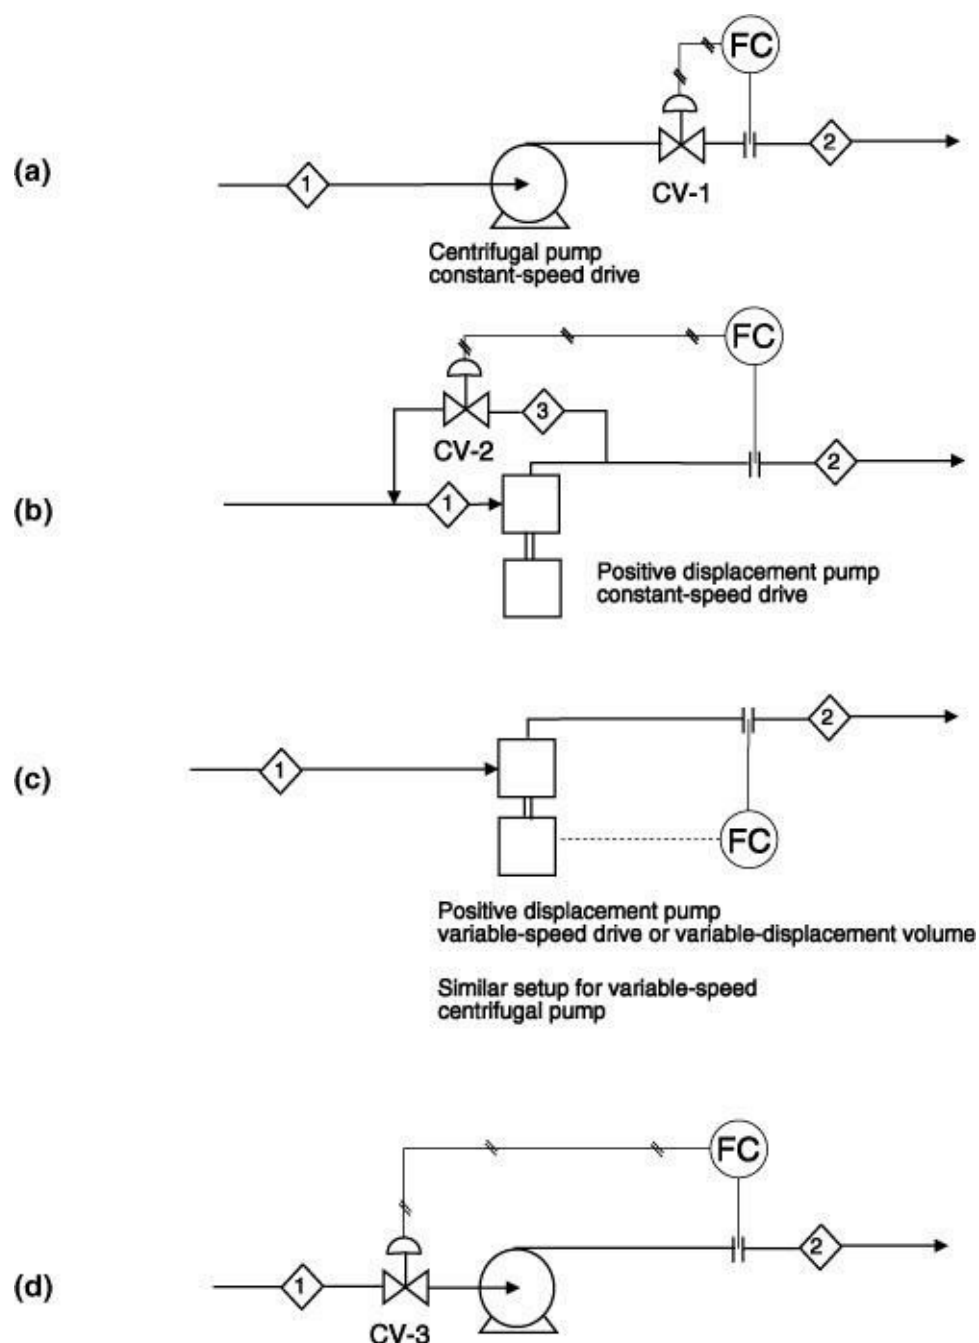 FC
(a)
1
2
CV-1
Centrifugal pump
constant-speed drive
FC
3
CV-2
2
(b)
1
Positive displacement pump
constant-speed drive
2
(c)
1
FC
Positive displacement pump
variable-speed drive or variable-displacement volume
Similar setup for variable-speed
centrifugal pump
FC
2
(d)
1
CV-3